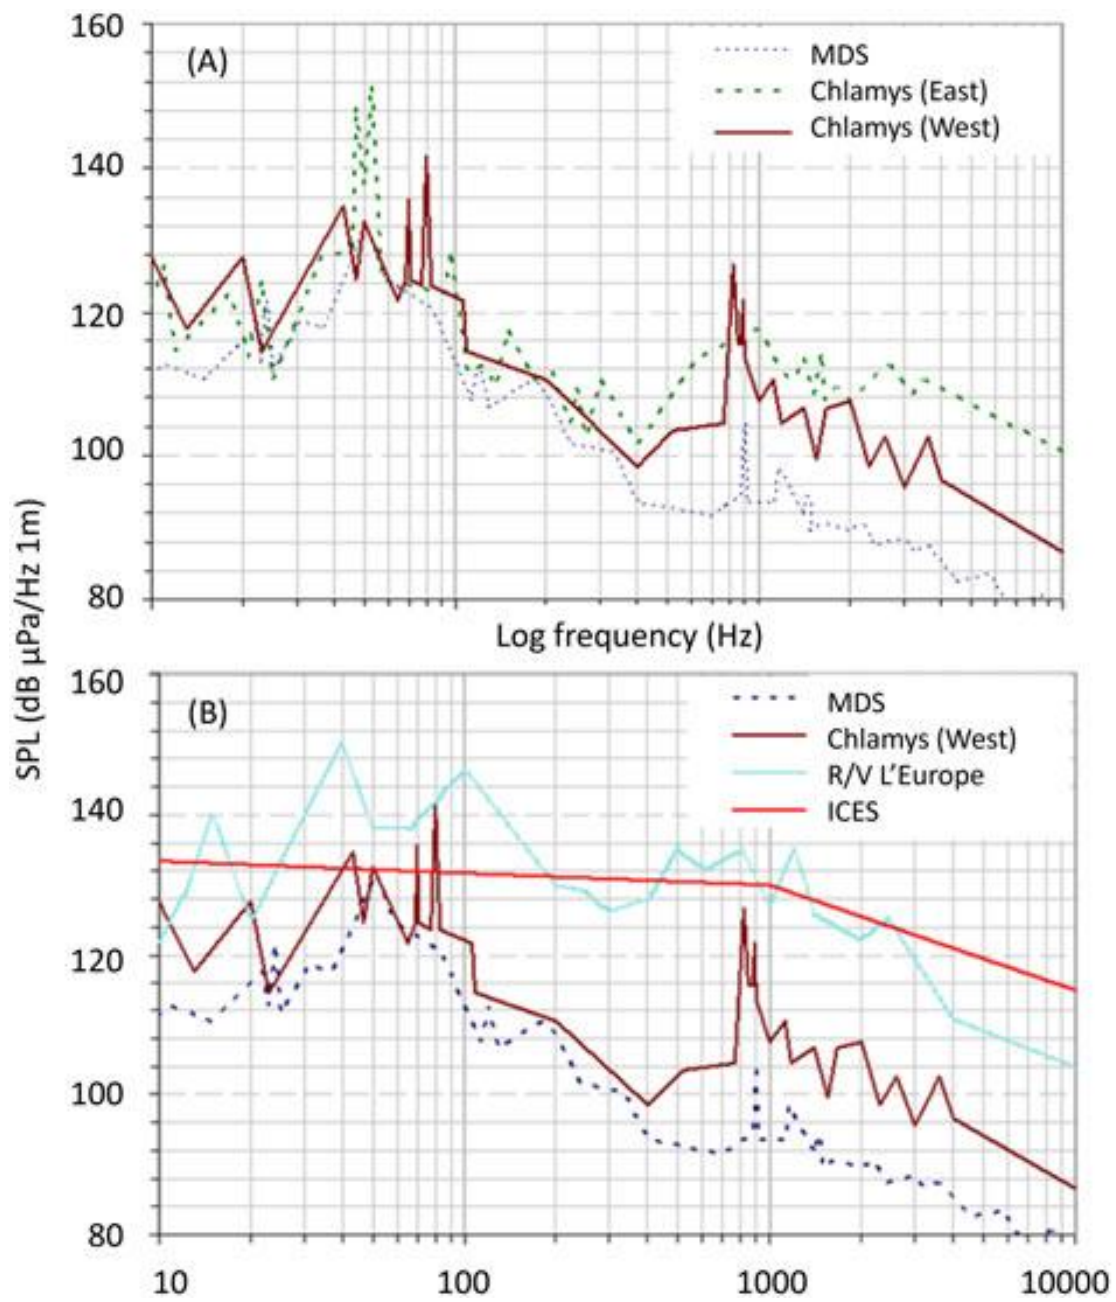 160
(A)
MDS
Chlamys (East)
Chlamys (West)
140
120
100
80
Log frequency (Hz)
SPL (dB µPa/Hz 1m)
160
(B)
MDS
Chlamys (West)
R/V L'Europe
ICES
140
120
100
80
10 100 1000 10000